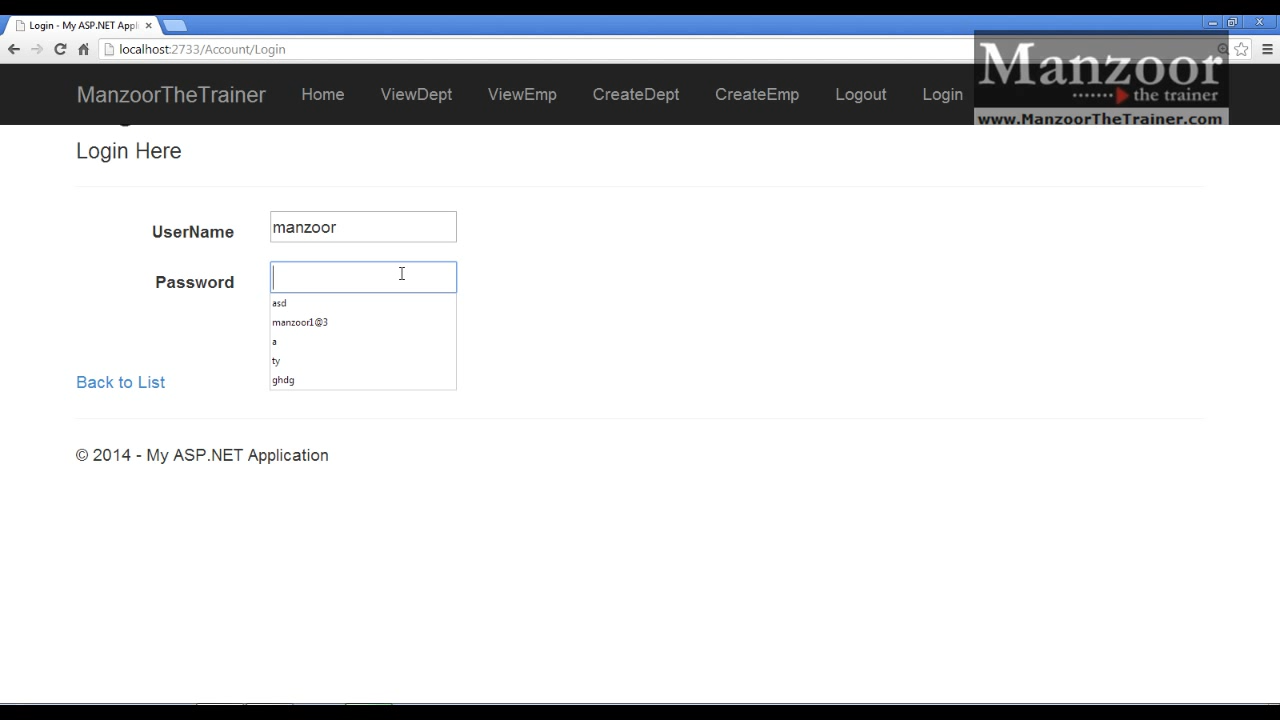 Login - My ASP.NET Appli
localhost:2733/Account/Login
Manzoor
the trainer
www.ManzoorTheTrainer.com
ManzoorTheTrainer Home ViewDept ViewEmp CreateDept CreateEmp Logout Login
Login Here
UserName manzoor
Password
asd
manzoor1@3
a
ty
ghdg
Back to List
© 2014 - My ASP.NET Application